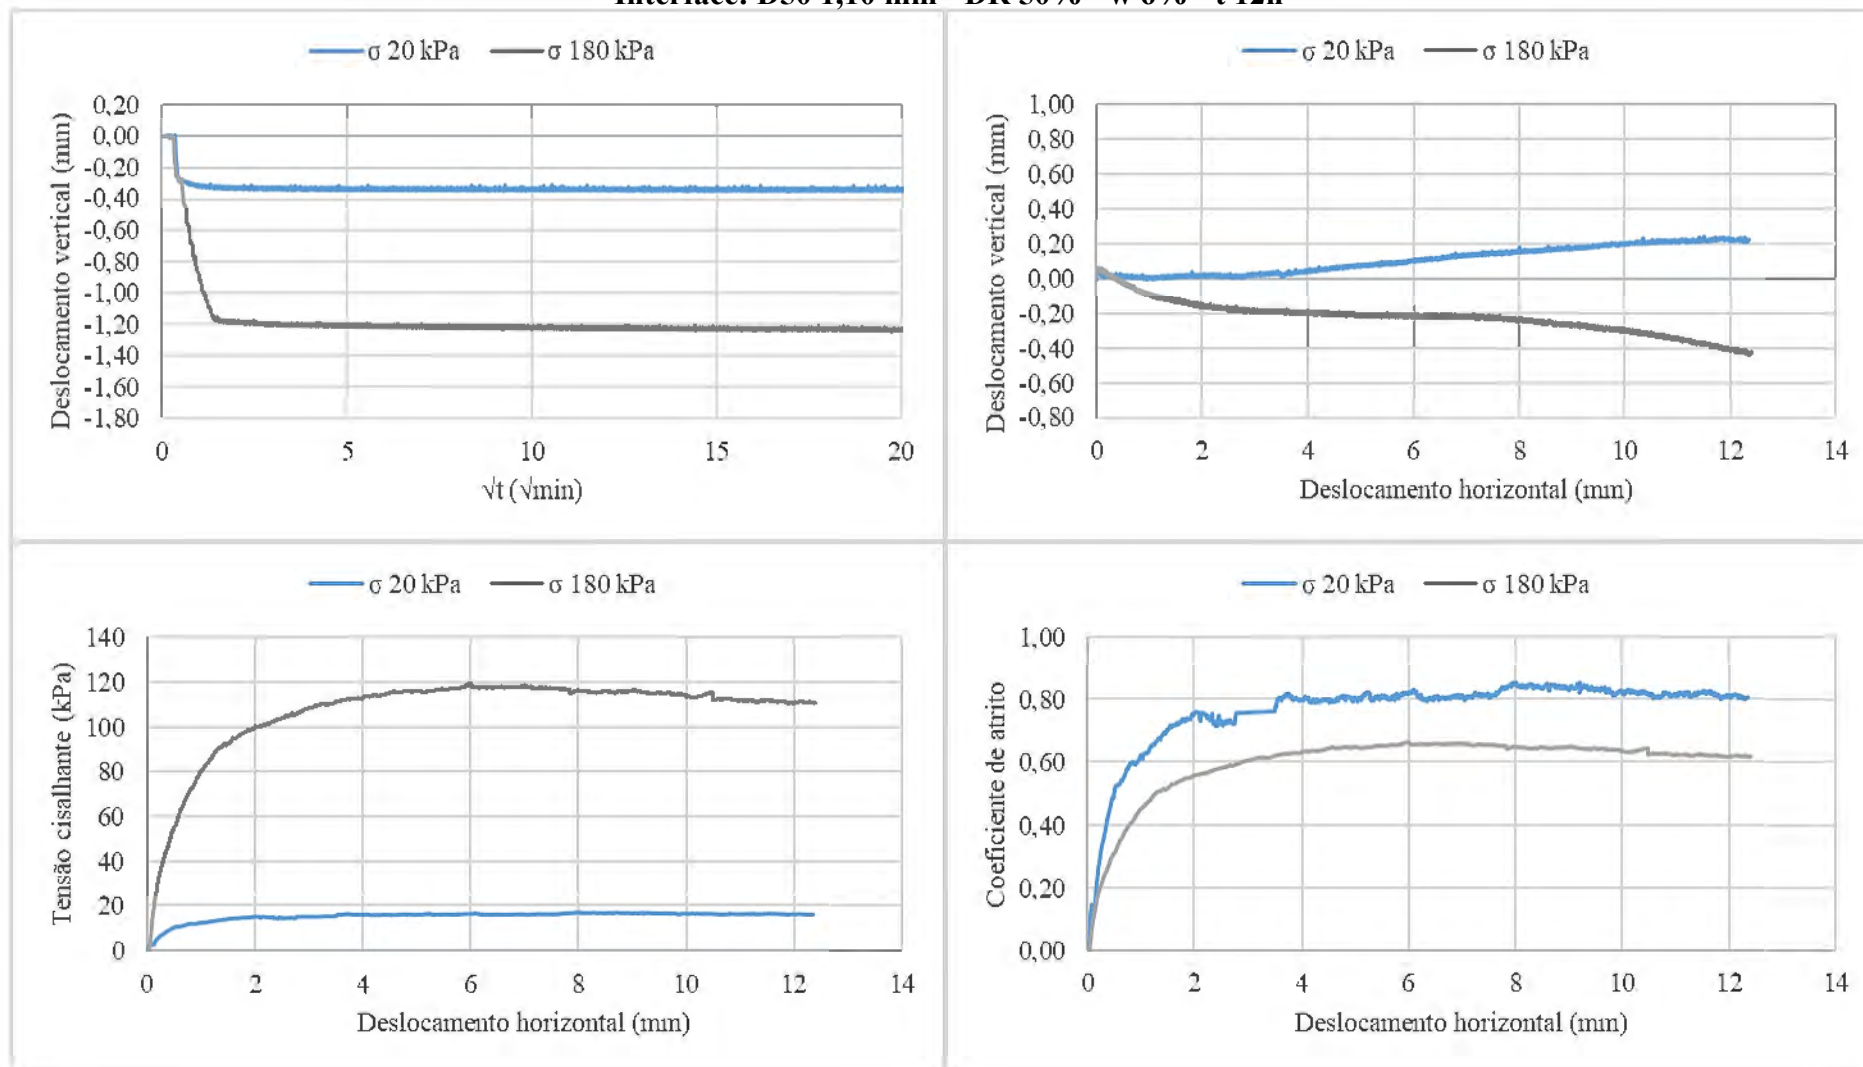 σ 20 kPa σ 180 kPa
Deslocamento vertical (mm)
0,20
0,00
-0,20
-0,40
-0,60
-0,80
-1,00
-1,20
-1,40
-1,60
-1,80
0 5 10 15 20
√t (√min)
σ 20 kPa σ 180 kPa
Deslocamento vertical (mm)
1,00
0,80
0,60
0,40
0,20
0,00
-0,20
-0,40
-0,60
-0,80
0 2 4 6 8 10 12 14
Deslocamento horizontal (mm)
σ 20 kPa σ 180 kPa
Tensão cisalhante (kPa)
140
120
100
80
60
40
20
0
0 2 4 6 8 10 12 14
Deslocamento horizontal (mm)
σ 20 kPa σ 180 kPa
Coeficiente de atrito
1,00
0,80
0,60
0,40
0,20
0,00
0 2 4 6 8 10 12 14
Deslocamento horizontal (mm)